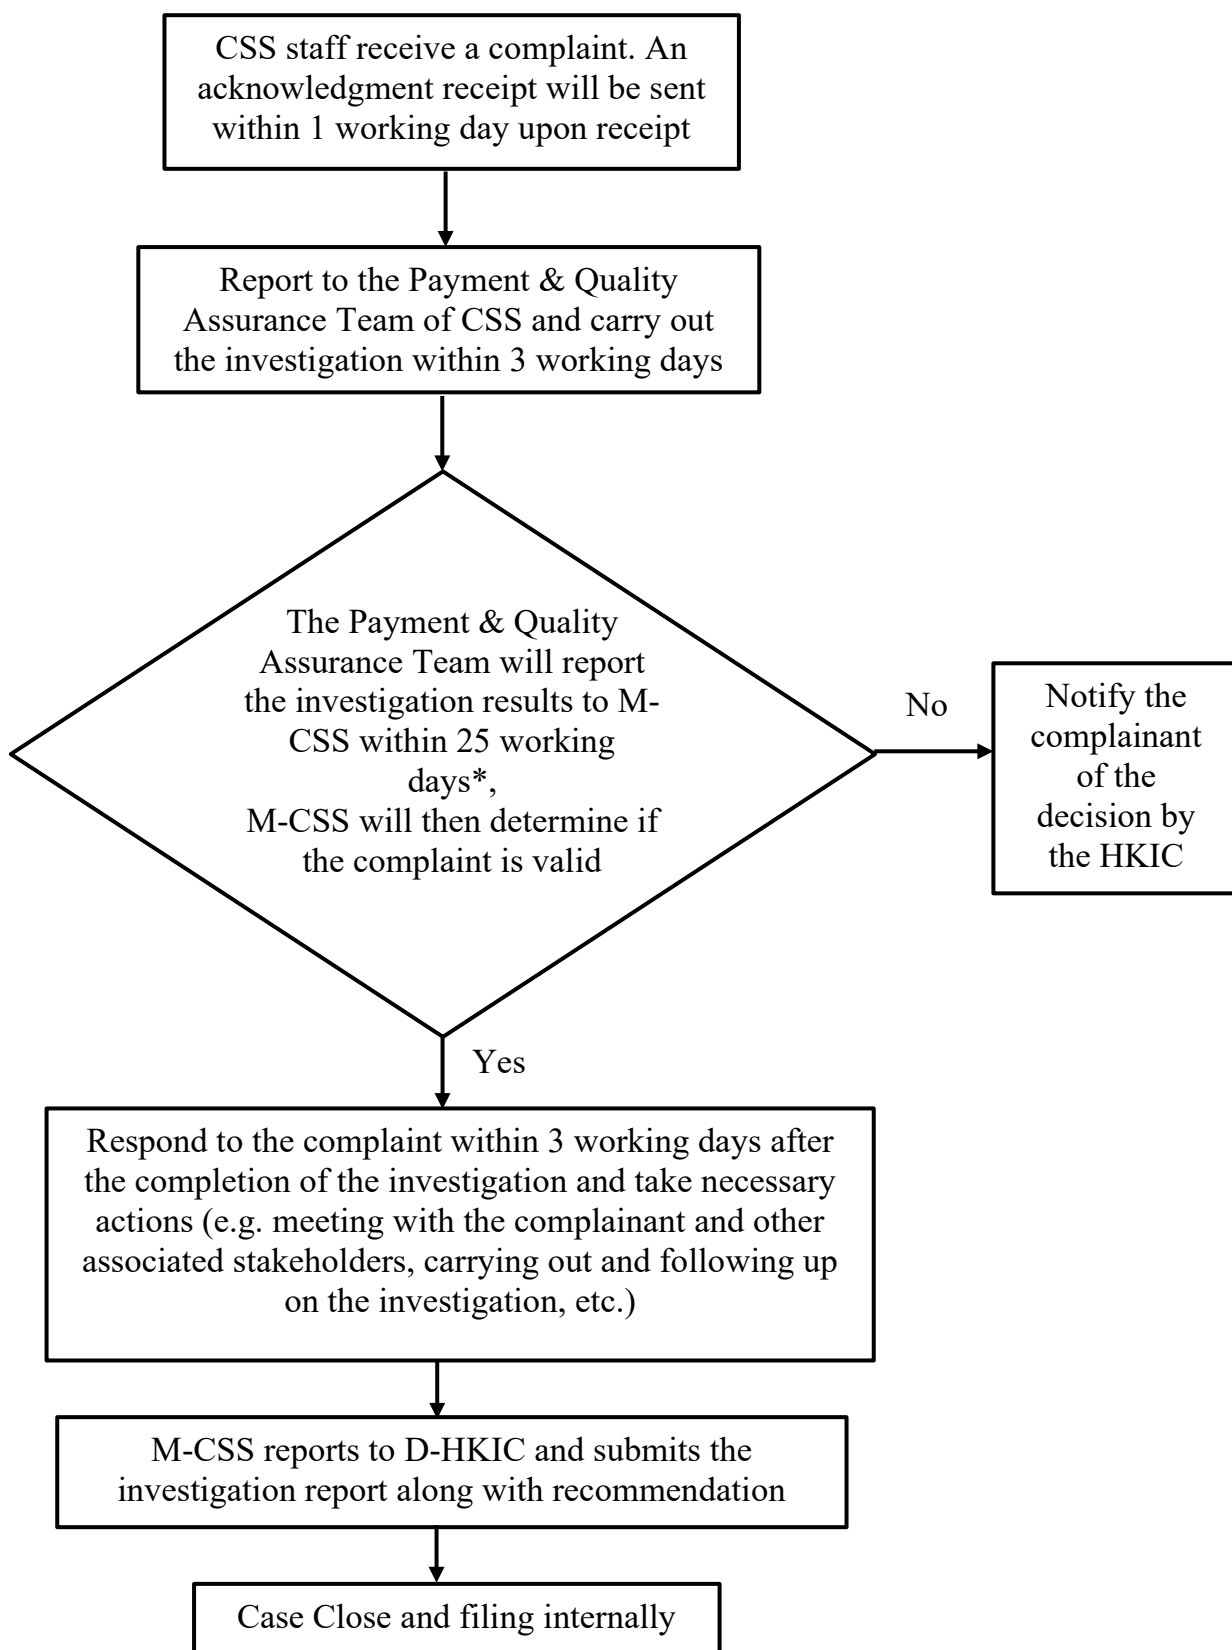 CSS staff receive a complaint. An
acknowledgment receipt will be sent
within 1 working day upon receipt
Report to the Payment & Quality
Assurance Team of CSS and carry out
the investigation within 3 working days
The Payment & Quality
Assurance Team will report
the investigation results to M-
CSS within 25 working
days*,
M-CSS will then determine if
the complaint is valid
No
Notify the
complainant
of the
decision by
the HKIC
Yes
Respond to the complaint within 3 working days after
the completion of the investigation and take necessary
actions (e.g. meeting with the complainant and other
associated stakeholders, carrying out and following up
on the investigation, etc.)
M-CSS reports to D-HKIC and submits the
investigation report along with recommendation
Case Close and filing internally